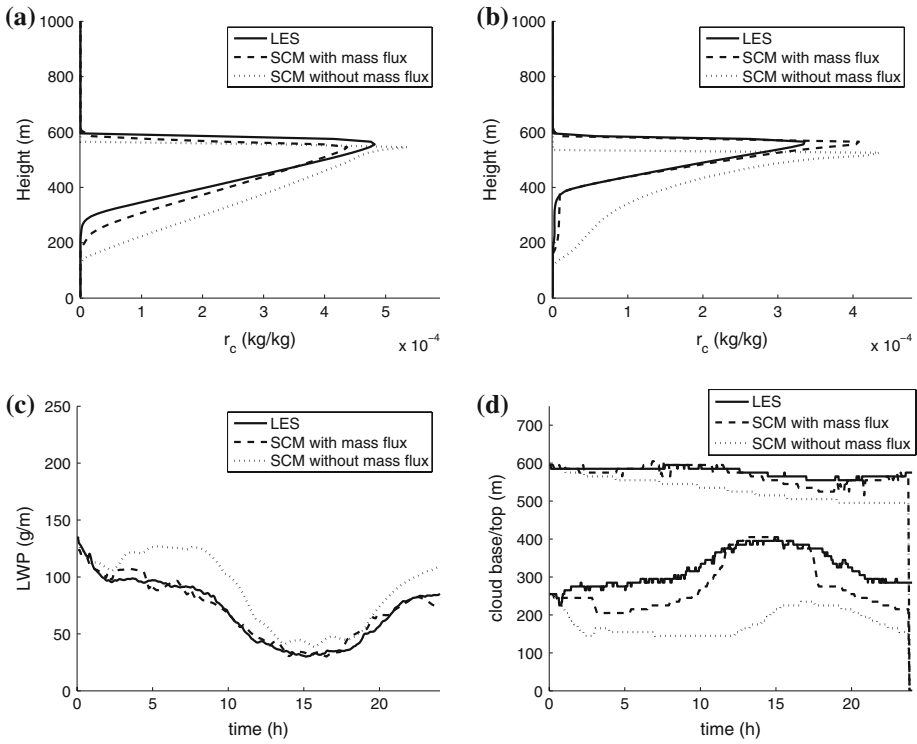 (a)
1000
800
600
400
200
0
Height (m)
LES
SCM with mass flux
SCM without mass flux
0 1 2 3 4 5
r_c (kg/kg)
x 10^-4
(b)
1000
800
600
400
200
0
Height (m)
LES
SCM with mass flux
SCM without mass flux
0 1 2 3 4
r_c (kg/kg)
x 10^-4
(c)
250
200
150
100
50
0
LWP (g/m)
LES
SCM with mass flux
SCM without mass flux
0 5 10 15 20
time (h)
(d)
700
600
500
400
300
200
100
0
cloud base/top (m)
LES
SCM with mass flux
SCM without mass flux
0 5 10 15 20
time (h)